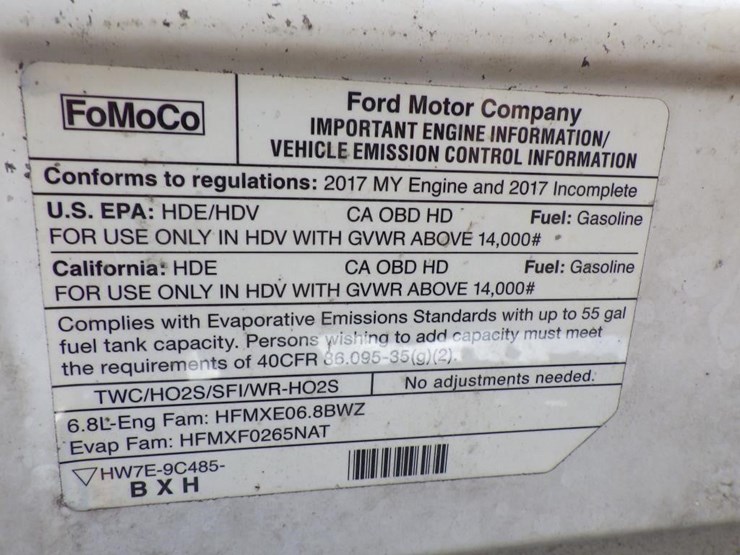 FoMoCo
Ford Motor Company
IMPORTANT ENGINE INFORMATION/
VEHICLE EMISSION CONTROL INFORMATION
Conforms to regulations: 2017 MY Engine and 2017 Incomplete
U.S. EPA: HDE/HDV CA OBD HD Fuel: Gasoline
FOR USE ONLY IN HDV WITH GVWR ABOVE 14,000#
California: HDE CA OBD HD Fuel: Gasoline
FOR USE ONLY IN HDV WITH GVWR ABOVE 14,000#
Complies with Evaporative Emissions Standards with up to 55 gal
fuel tank capacity. Persons wishing to add capacity must meet
the requirements of 40CFR 86.095-35(g)(2).
TWC/HO2S/SFI/WR-HO2S No adjustments needed.
6.8L-Eng Fam: HFMXE06.8BWZ
Evap Fam: HFMXF0265NAT
HW7E-9C485-
BXH